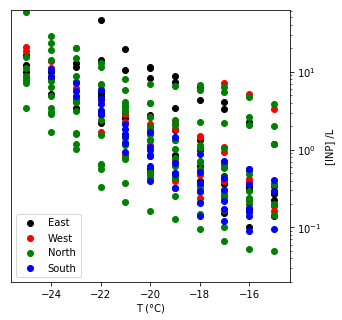 10¹
10⁰
10⁻¹
[INP] /L
East
West
North
South
−24
−22
−20
−18
−16
T (°C)